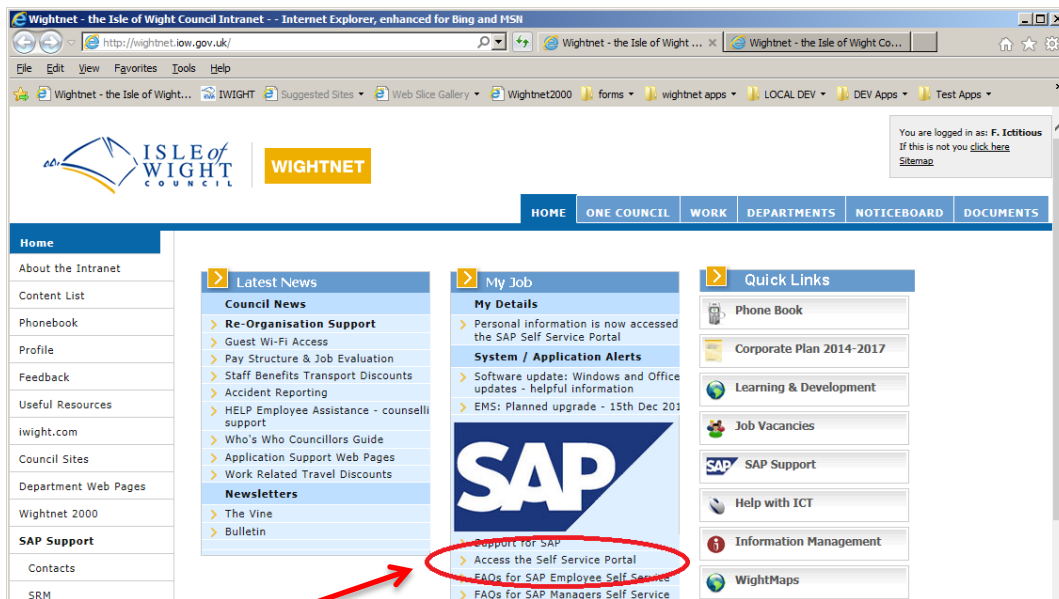 Wightnet - the Isle of Wight Council Intranet - - Internet Explorer, enhanced for Bing and MSN
http://wightnet.iow.gov.uk/
Wightnet - the Isle of Wight ...
Wightnet - the Isle of Wight Co...
File Edit View Favorites Tools Help
Wightnet - the Isle of Wight... IWIGHT Suggested Sites Web Slice Gallery Wightnet2000 forms wightnet apps LOCAL DEV DEV Apps Test Apps
You are logged in as: F. Ictitious
If this is not you click here
Sitemap
ISLE of
WIGHT
COUNCIL
WIGHTNET
HOME ONE COUNCIL WORK DEPARTMENTS NOTICEBOARD DOCUMENTS
Home
About the Intranet
Content List
Phonebook
Profile
Feedback
Useful Resources
iwight.com
Council Sites
Department Web Pages
Wightnet 2000
SAP Support
Contacts
SRM
Latest News
Council News
Re-Organisation Support
Guest Wi-Fi Access
Pay Structure & Job Evaluation
Staff Benefits Transport Discounts
Accident Reporting
HELP Employee Assistance - counselli
support
Who's Who Councillors Guide
Application Support Web Pages
Work Related Travel Discounts
Newsletters
The Vine
Bulletin
My Job
My Details
Personal information is now accessed
the SAP Self Service Portal
System / Application Alerts
Software update: Windows and Office
updates - helpful information
EMS: Planned upgrade - 15th Dec 201
SAP
Support for SAP
Access the Self Service Portal
FAQs for SAP Employee Self Service
FAQs for SAP Managers Self Service
Quick Links
Phone Book
Corporate Plan 2014-2017
Learning & Development
Job Vacancies
SAP SAP Support
Help with ICT
Information Management
WightMaps